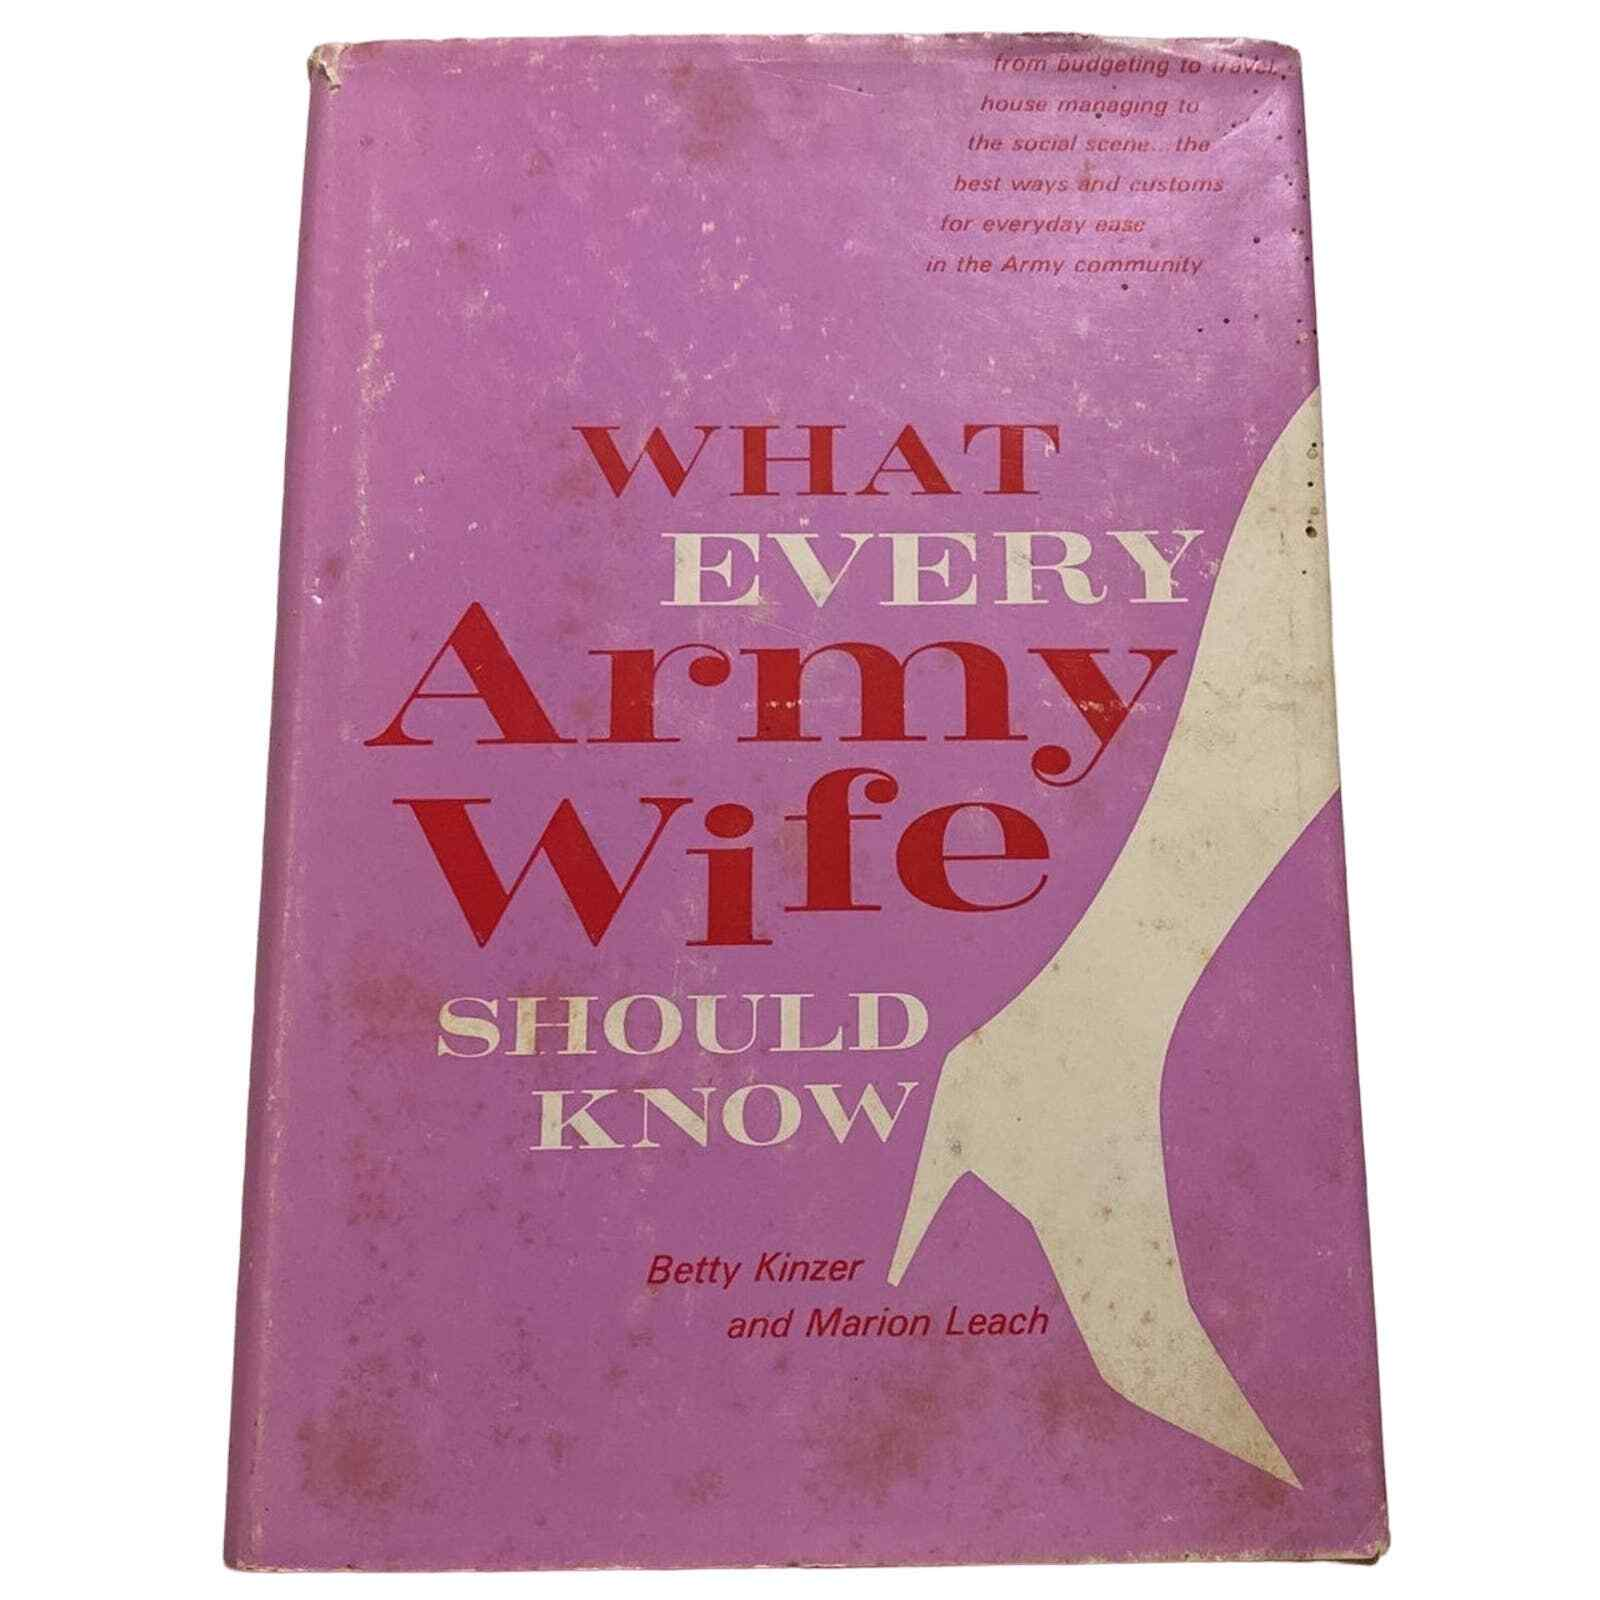 from budgeting to travel,
house managing to
the social scene...the
best ways and customs
for everyday ease
in the Army community
WHAT
EVERY
Army
Wife
SHOULD
KNOW
Betty Kinzer
and Marion Leach